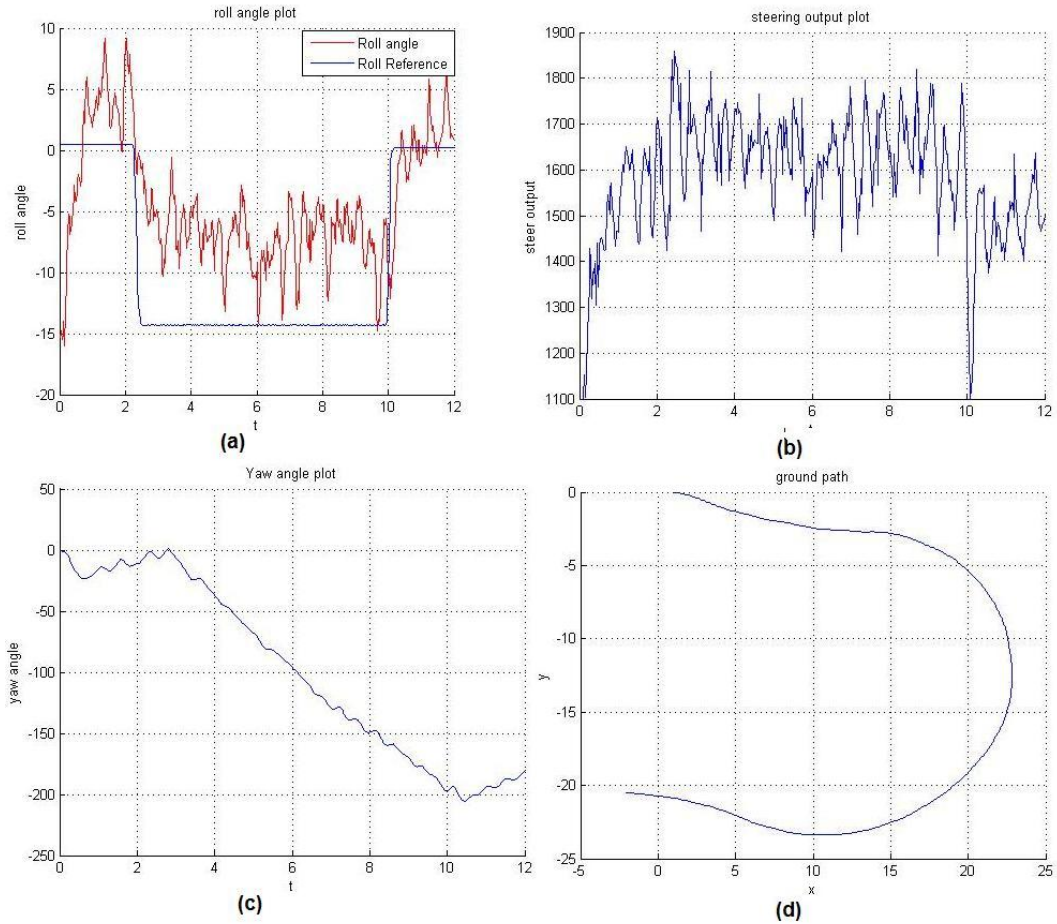 roll angle plot
10
5
0
-5
-10
-15
-20
roll angle
Roll angle
Roll Reference
0 2 4 6 8 10 12
t
(a)
steering output plot
1900
1800
1700
1600
1500
1400
1300
1200
1100
steer output
0 2 4 6 8 10 12
(b)
Yaw angle plot
50
0
-50
-100
-150
-200
-250
yaw angle
0 2 4 6 8 10 12
t
(c)
ground path
0
-5
-10
-15
-20
-25
y
-5 0 5 10 15 20 25
x
(d)